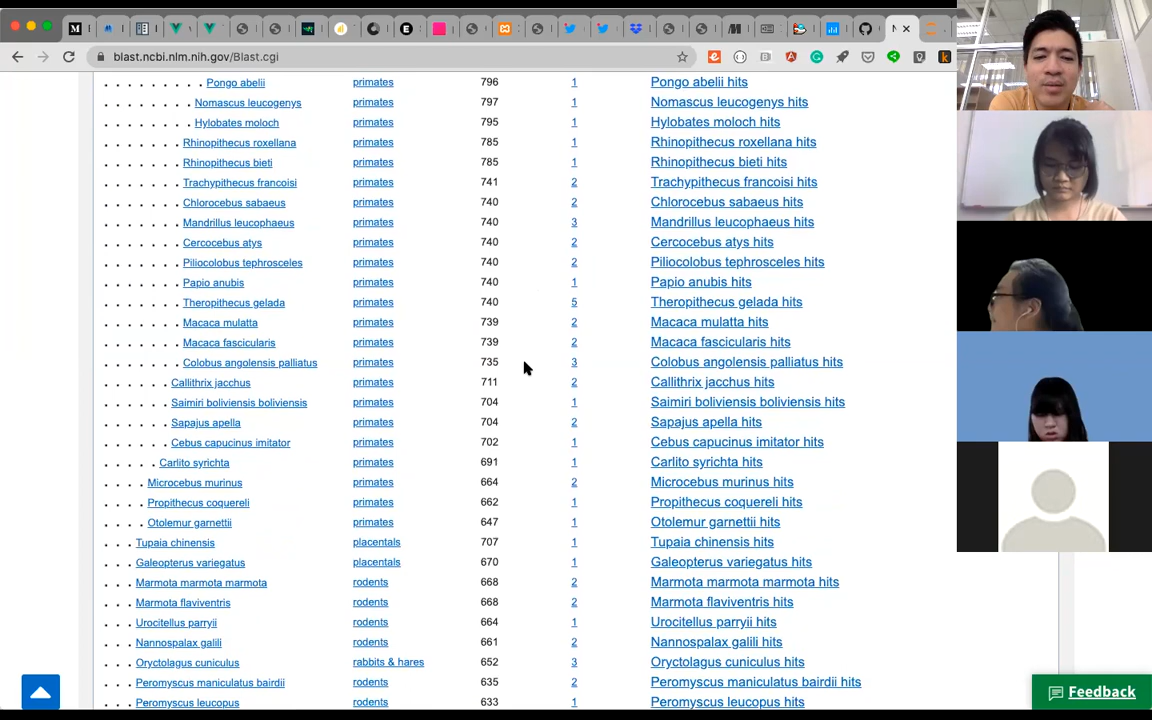 blast.ncbi.nlm.nih.gov/Blast.cgi
. . . . . . . . . Pongo abelii primates 796 1 Pongo abelii hits
. . . . . . . . Nomascus leucogenys primates 797 1 Nomascus leucogenys hits
. . . . . . . . Hylobates moloch primates 795 1 Hylobates moloch hits
. . . . . . . Rhinopithecus roxellana primates 785 1 Rhinopithecus roxellana hits
. . . . . . . Rhinopithecus bieti primates 785 1 Rhinopithecus bieti hits
. . . . . . . Trachypithecus francoisi primates 741 2 Trachypithecus francoisi hits
. . . . . . . Chlorocebus sabaeus primates 740 2 Chlorocebus sabaeus hits
. . . . . . . Mandrillus leucophaeus primates 740 3 Mandrillus leucophaeus hits
. . . . . . . Cercocebus atys primates 740 2 Cercocebus atys hits
. . . . . . . Piliocolobus tephrosceles primates 740 2 Piliocolobus tephrosceles hits
. . . . . . . Papio anubis primates 740 1 Papio anubis hits
. . . . . . . Theropithecus gelada primates 740 5 Theropithecus gelada hits
. . . . . . . Macaca mulatta primates 739 2 Macaca mulatta hits
. . . . . . . Macaca fascicularis primates 739 2 Macaca fascicularis hits
. . . . . . . Colobus angolensis palliatus primates 735 3 Colobus angolensis palliatus hits
. . . . . . Callithrix jacchus primates 711 2 Callithrix jacchus hits
. . . . . . Saimiri boliviensis boliviensis primates 704 1 Saimiri boliviensis boliviensis hits
. . . . . . Sapajus apella primates 704 2 Sapajus apella hits
. . . . . . Cebus capucinus imitator primates 702 1 Cebus capucinus imitator hits
. . . . . Carlito syrichta primates 691 1 Carlito syrichta hits
. . . . Microcebus murinus primates 664 2 Microcebus murinus hits
. . . . Propithecus coquereli primates 662 1 Propithecus coquereli hits
. . . . Otolemur garnettii primates 647 1 Otolemur garnettii hits
. . . Tupaia chinensis placentals 707 1 Tupaia chinensis hits
. . . Galeopterus variegatus placentals 670 1 Galeopterus variegatus hits
. . . Marmota marmota marmota rodents 668 2 Marmota marmota marmota hits
. . . Marmota flaviventris rodents 668 2 Marmota flaviventris hits
. . . Urocitellus parryii rodents 664 1 Urocitellus parryii hits
. . . Nannospalax galili rodents 661 2 Nannospalax galili hits
. . . Oryctolagus cuniculus rabbits & hares 652 3 Oryctolagus cuniculus hits
. . . Peromyscus maniculatus bairdii rodents 635 2 Peromyscus maniculatus bairdii hits
. . . Peromyscus leucopus rodents 633 1 Peromyscus leucopus hits
Feedback